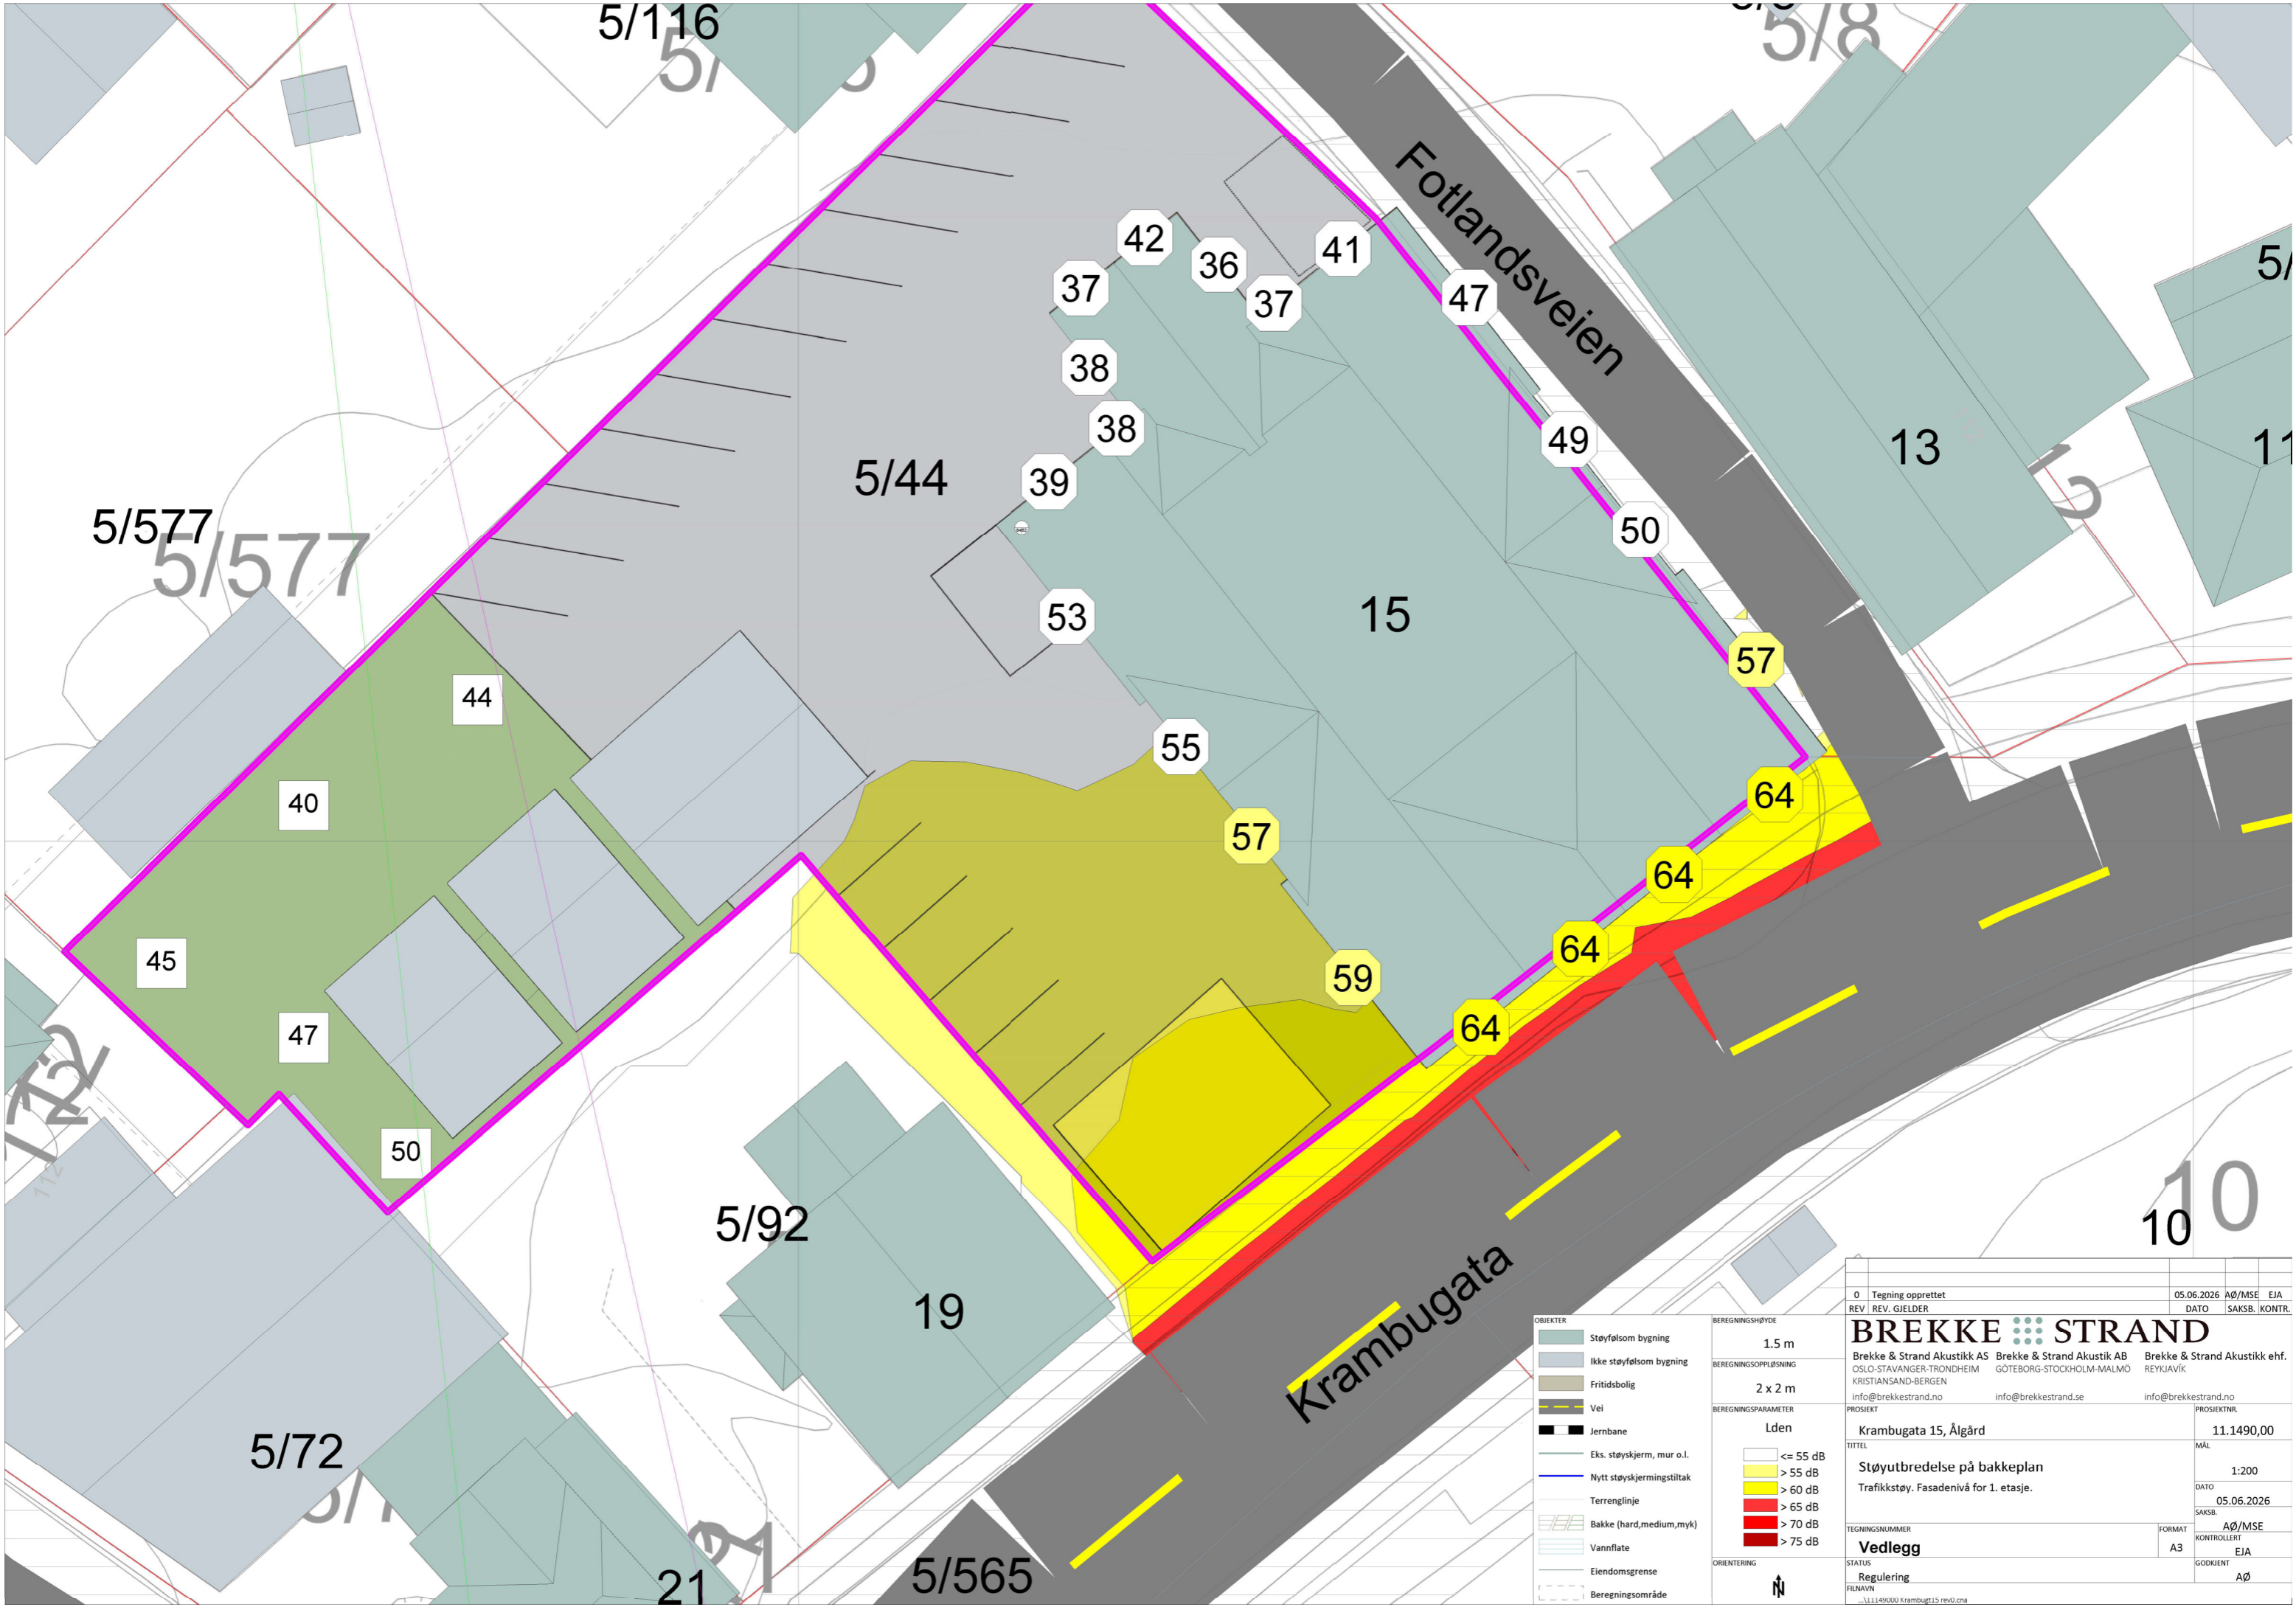 5/116
5/8
42
36
41
37
37
47
38
38
39
5/44
49
50
13
11
5/
5/577
5/577
53
15
57
44
40
55
57
64
64
64
64
59
45
47
50
5/92
19
10
10
5/72
21
5/565
Fotlandsveien
Krambugata
OBJEKTER
Støyfølsom bygning
Ikke støyfølsom bygning
Fritidsbolig
Vei
Jernbane
Eks. støyskjerm, mur o.l.
Nytt støyskjermingstiltak
Terrenglinje
Bakke (hard,medium,myk)
Vannflate
Eiendomsgrense
Beregningsområde
BEREGNINGSHØYDE
1.5 m
BEREGNINGSOPPLØSNING
2 x 2 m
BEREGNINGSPARAMETER
Lden
<= 55 dB
> 55 dB
> 60 dB
> 65 dB
> 70 dB
> 75 dB
ORIENTERING
N
0 Tegning opprettet 05.06.2026 AØ/MSE EJA
REV REV. GJELDER DATO SAKSB. KONTR.
BREKKE STRAND
Brekke & Strand Akustikk AS Brekke & Strand Akustik AB Brekke & Strand Akustikk ehf.
OSLO-STAVANGER-TRONDHEIM GÖTEBORG-STOCKHOLM-MALMÖ REYKJAVÍK
KRISTIANSAND-BERGEN
info@brekkestrand.no info@brekkestrand.se info@brekkestrand.no
PROSJEKT
Krambugata 15, Ålgård
PROSJEKTNR.
11.1490,00
TITTEL
Støyutbredelse på bakkeplan
Trafikkstøy. Fasadenivå for 1. etasje.
MÅL
1:200
DATO
05.06.2026
SAKSB.
AØ/MSE
TEGNINGSNUMMER
Vedlegg
FORMAT
A3
KONTROLLERT
EJA
STATUS
Regulering
GODKJENT
AØ
FILNAVN
...\11149000 Krambugt15 rev0.cna